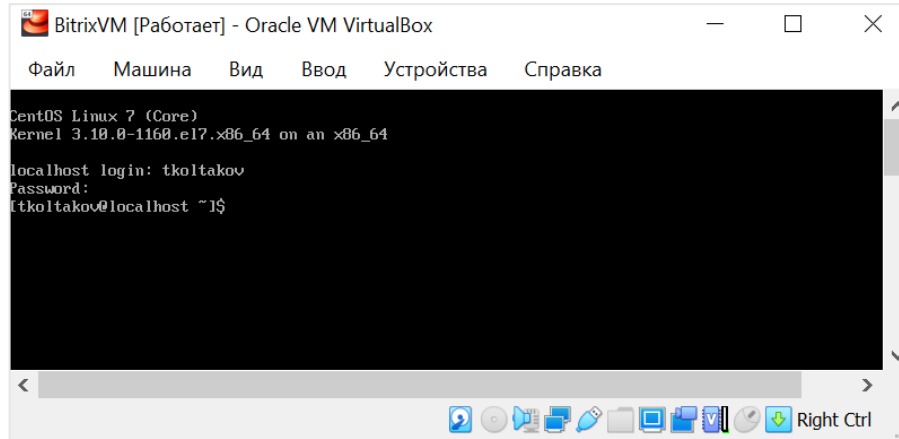 64
BitrixVM [Работает] - Oracle VM VirtualBox
Файл Машина Вид Ввод Устройства Справка
CentOS Linux 7 (Core)
Kernel 3.10.0-1160.el7.x86_64 on an x86_64
localhost login: tkoltakov
Password:
[tkoltakov@localhost ~]$
Right Ctrl